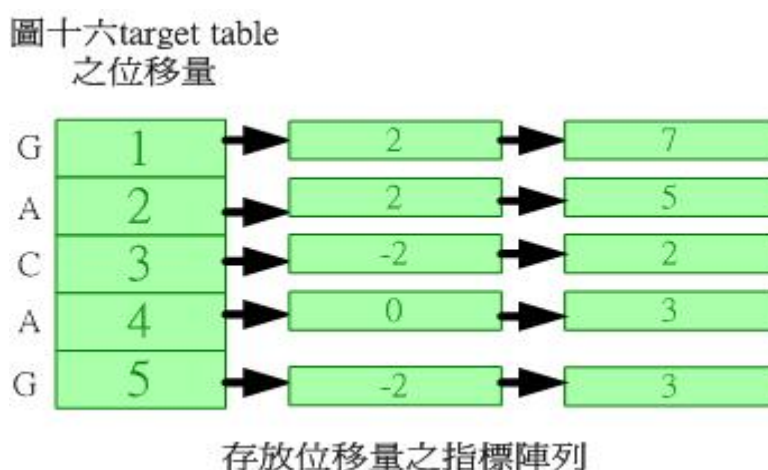 圖十六target table
之位移量
G 1 2 7
A 2 2 5
C 3 -2 2
A 4 0 3
G 5 -2 3
存放位移量之指標陣列